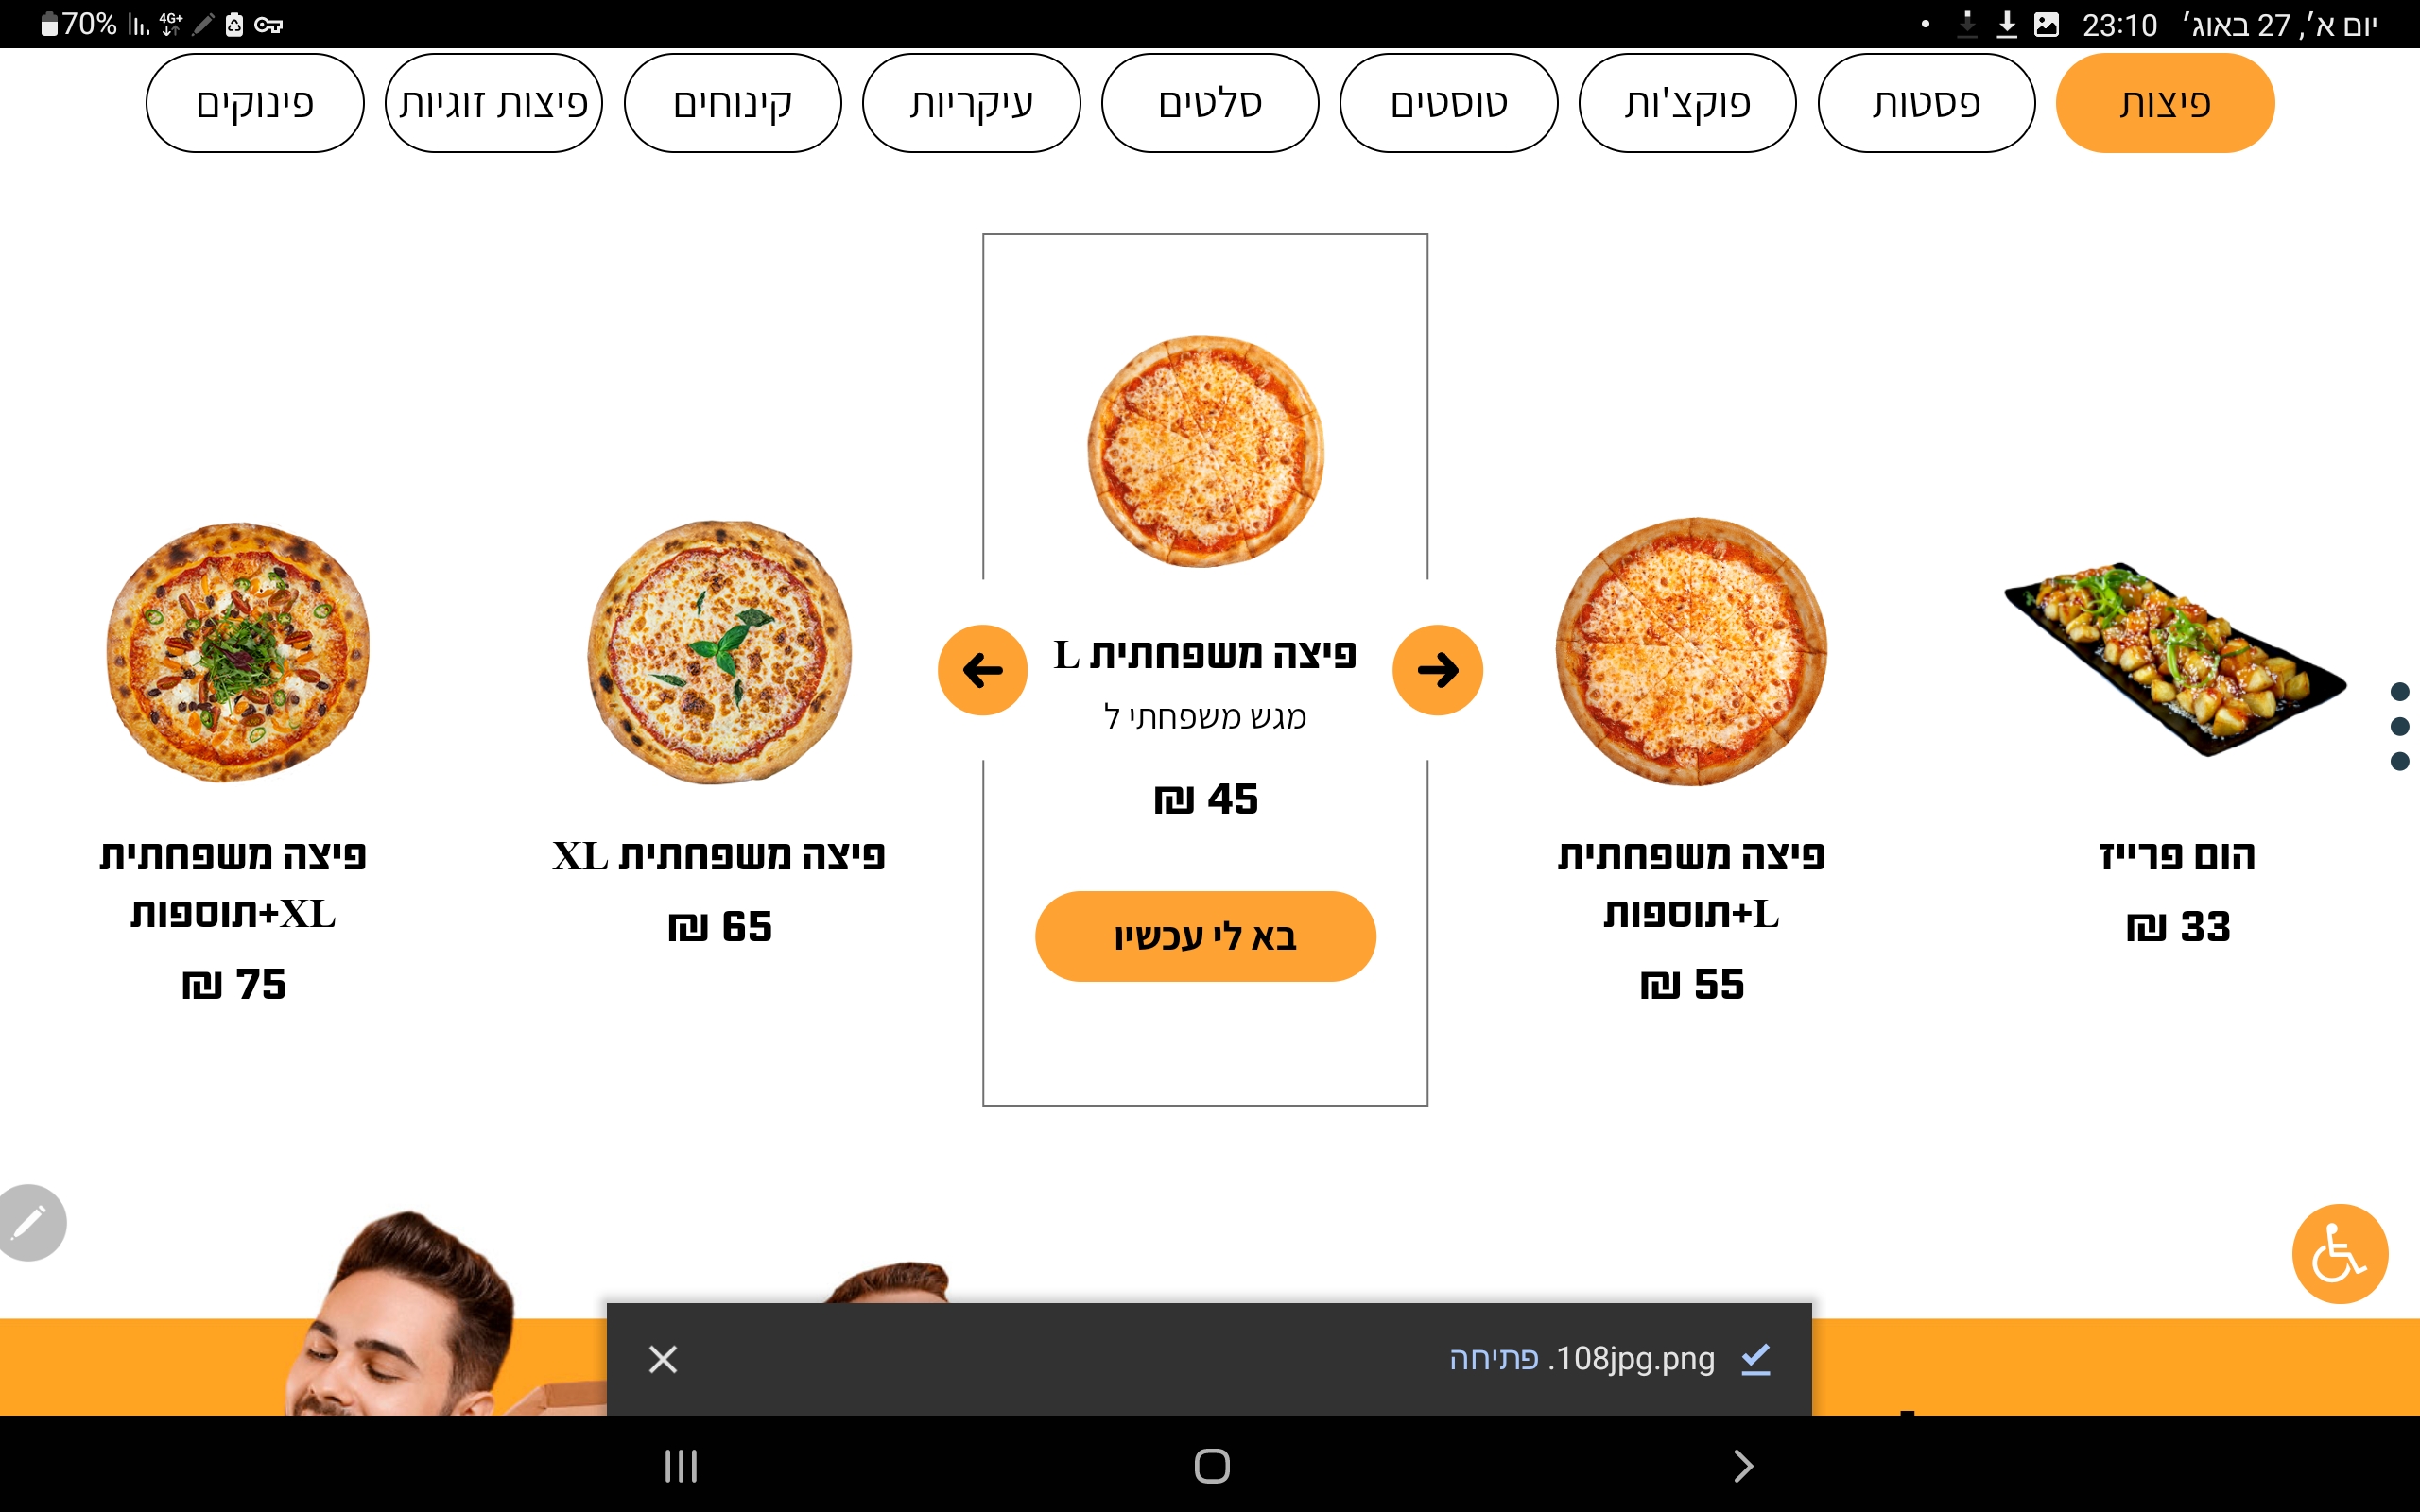 יום א׳, 27 באוג׳ 23:10
70%
4G+
פיצות
פסטות
פוקצ'ות
טוסטים
סלטים
עיקריות
קינוחים
פיצות זוגיות
פינוקים
הום פרייז
33 ₪
פיצה משפחתית
L+תוספות
55 ₪
פיצה משפחתית L
מגש משפחתי ל
45 ₪
בא לי עכשיו
פיצה משפחתית XL
65 ₪
פיצה משפחתית
XL+תוספות
75 ₪
108jpg.png. פתיחה